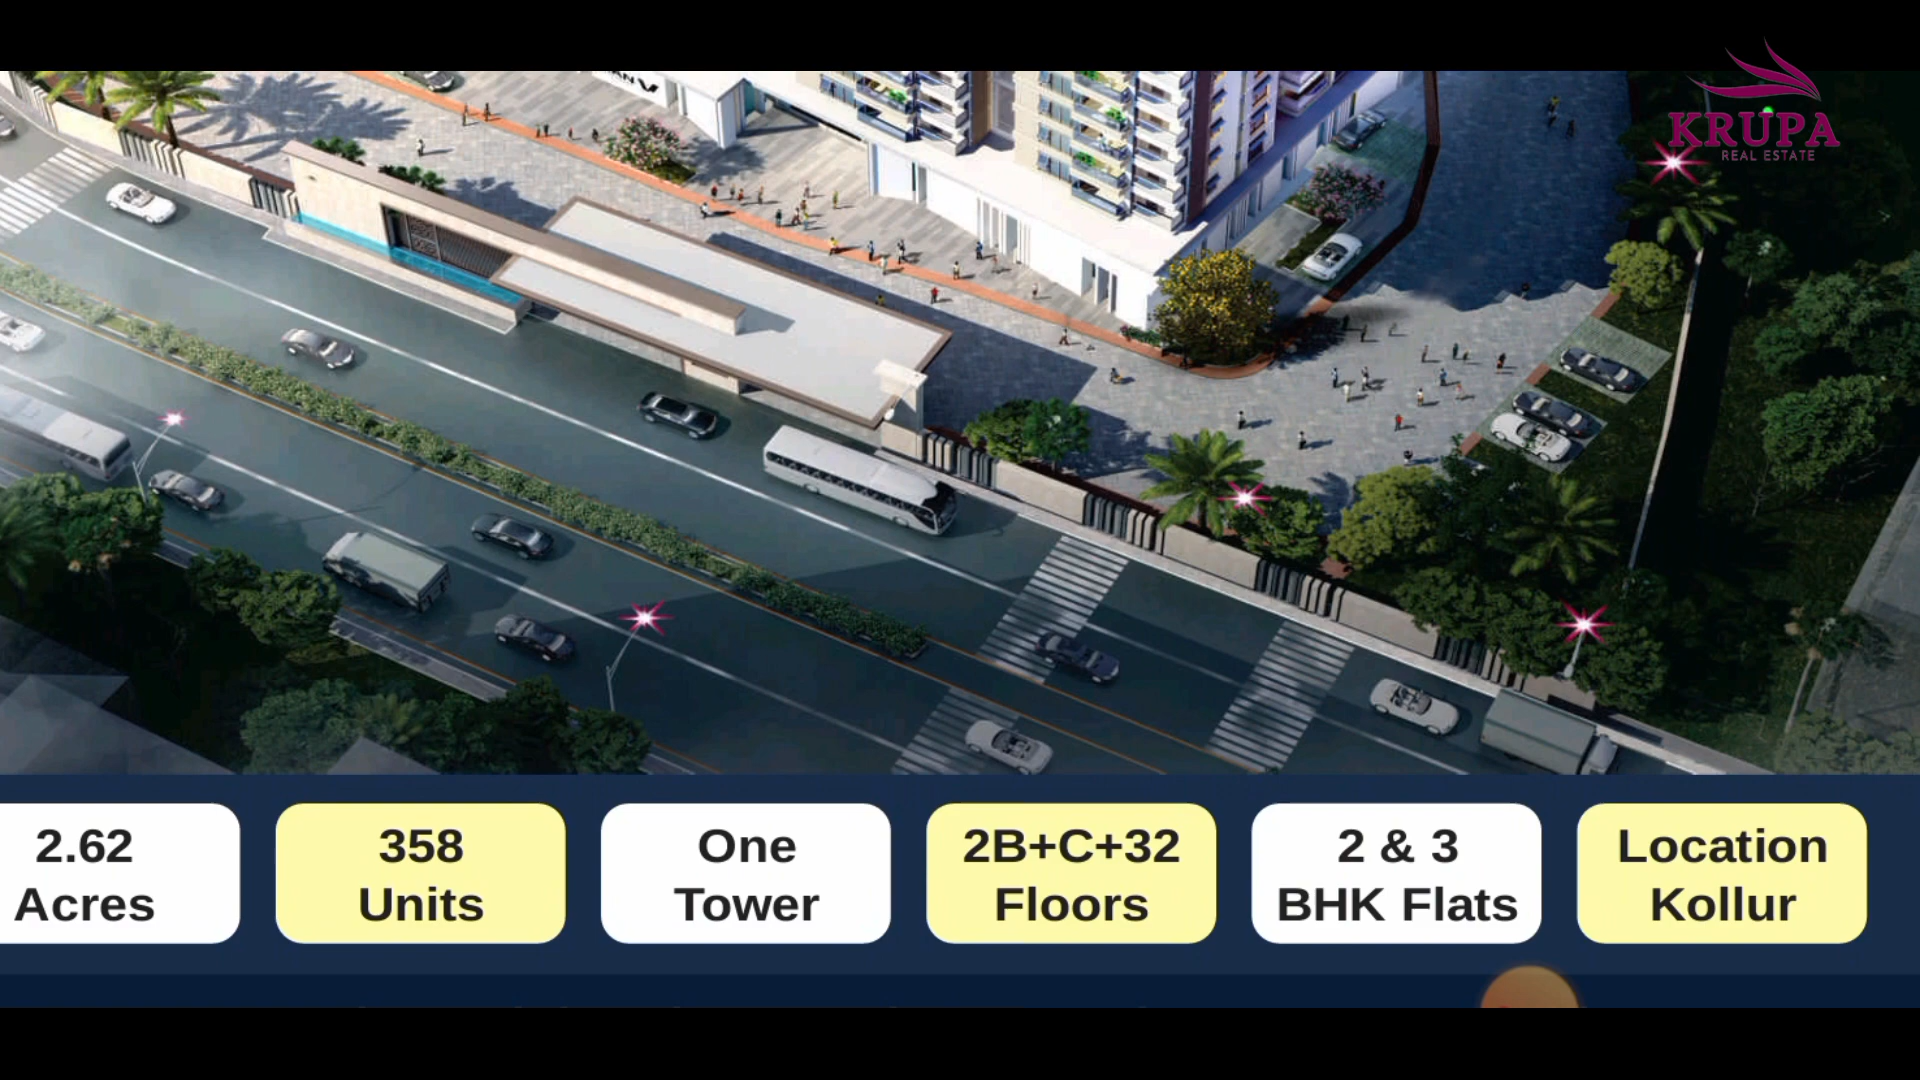 KRUPA
REAL ESTATE
2.62
Acres
358
Units
One
Tower
2B+C+32
Floors
2 & 3
BHK Flats
Location
Kollur